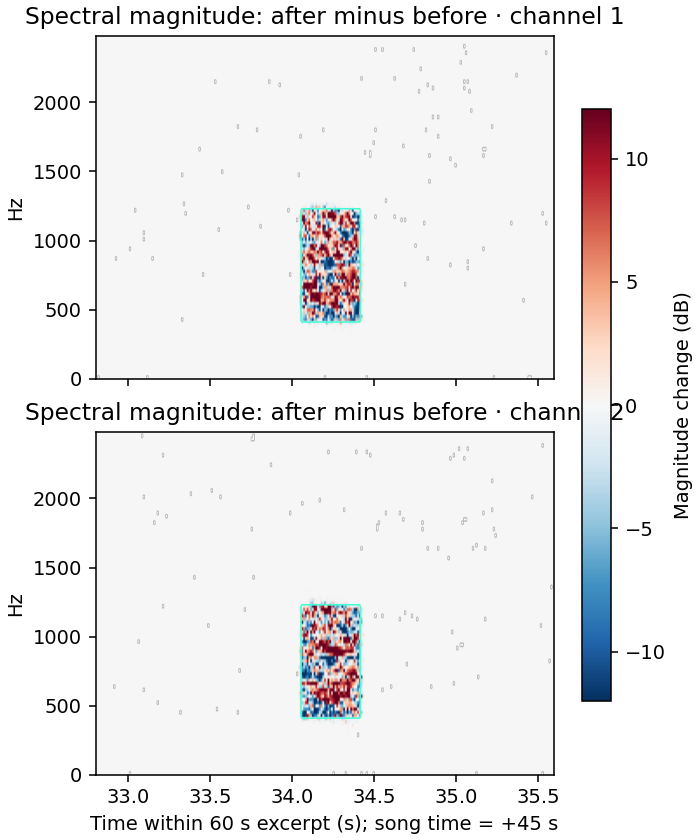 Spectral magnitude: after minus before · channel 1
2000
1500
1000
500
0
Hz
Spectral magnitude: after minus before · chann 2
2000
1500
1000
500
0
Hz
33.0 33.5 34.0 34.5 35.0 35.5
Time within 60 s excerpt (s); song time = +45 s
10
5
0
−5
−10
Magnitude change (dB)